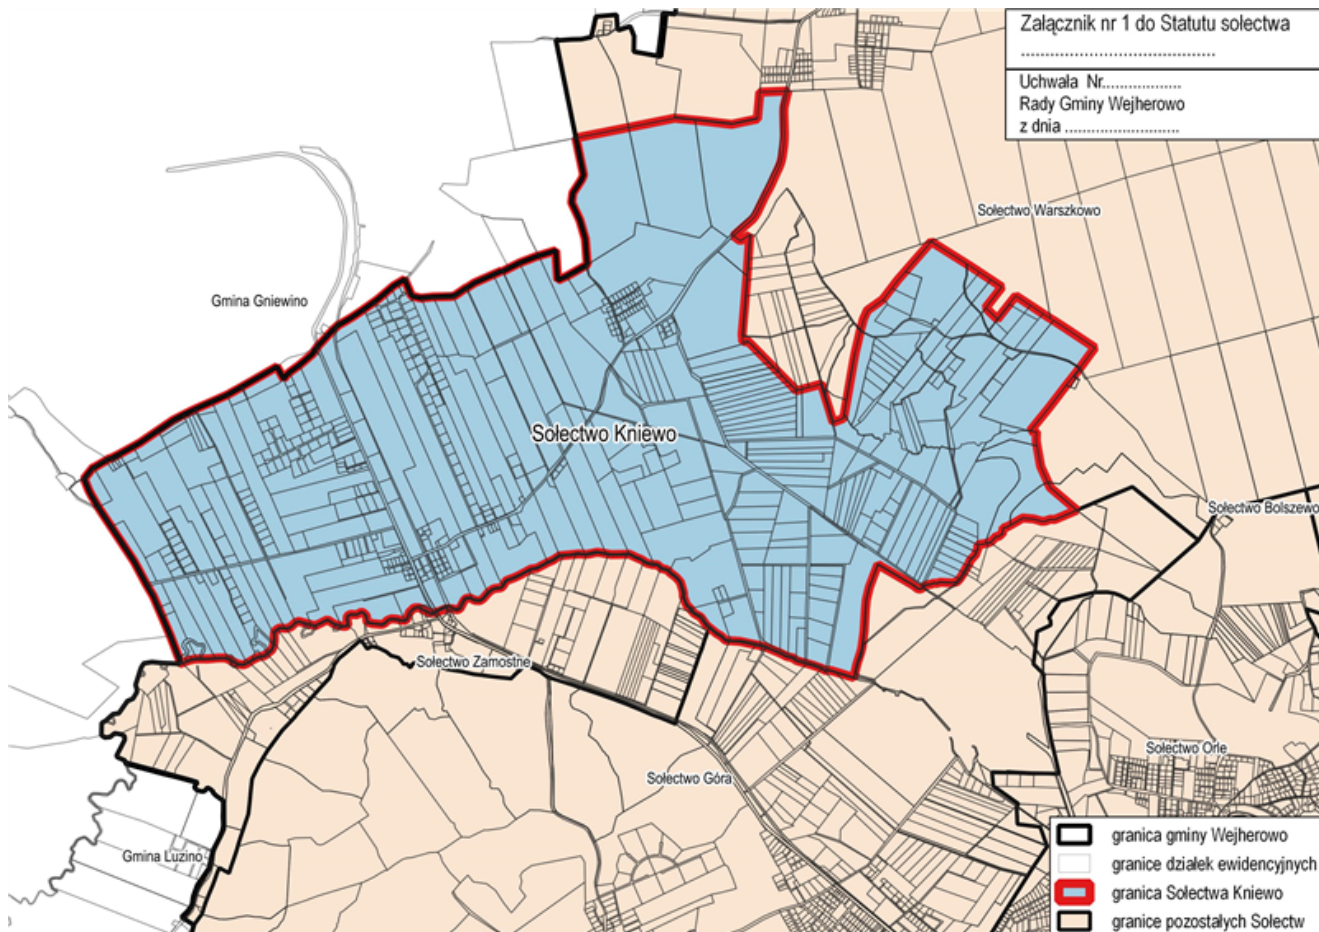 Załącznik nr 1 do Statutu sołectwa
..........................................
Uchwała Nr..................
Rady Gminy Wejherowo
z dnia ..........................
Sołectwo Warszkowo
Gmina Gniewino
Sołectwo Kniewo
Sołectwo Bolszewo
Sołectwo Zamostne
Sołectwo Orle
Sołectwo Góra
Gmina Luzino
granica gminy Wejherowo
granice działek ewidencyjnych
granica Sołectwa Kniewo
granice pozostałych Sołectw